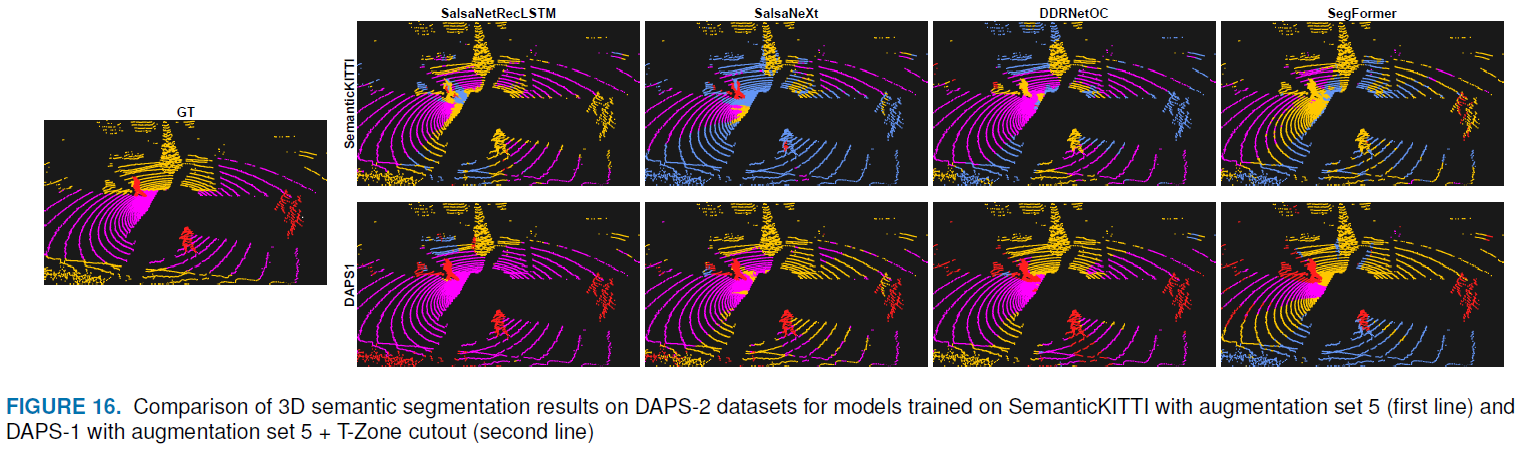 SalsaNetRecLSTM SalsaNeXt DDRNetOC SegFormer
SemanticKITTI
GT
DAPS1
FIGURE 16. Comparison of 3D semantic segmentation results on DAPS-2 datasets for models trained on SemanticKITTI with augmentation set 5 (first line) and
DAPS-1 with augmentation set 5 + T-Zone cutout (second line)